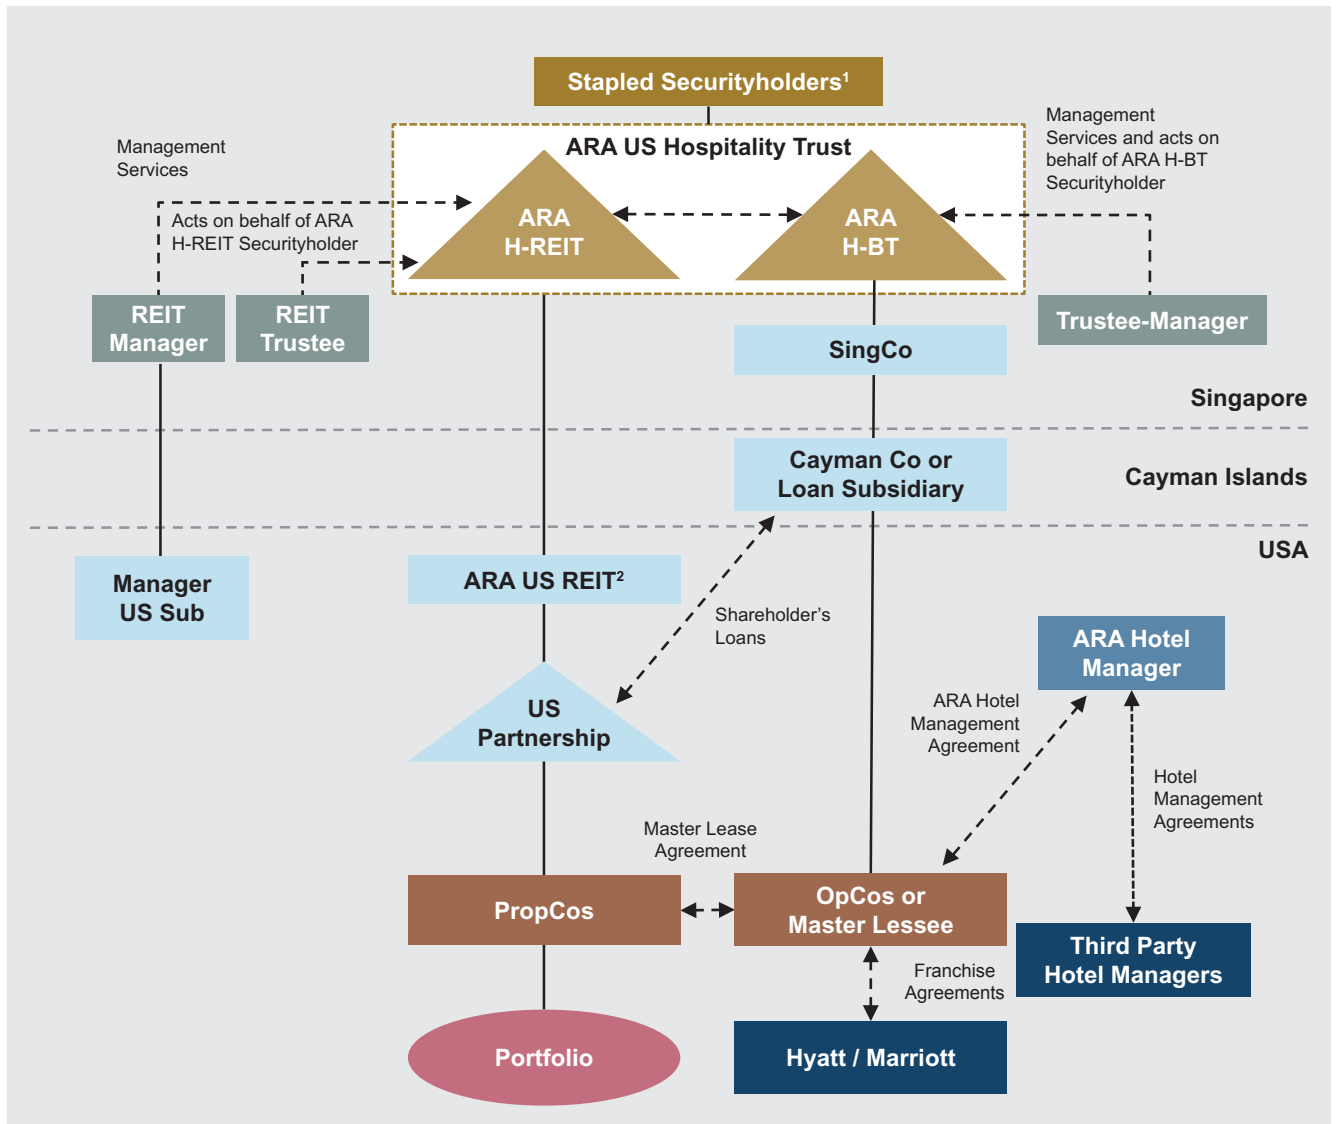 Stapled Securityholders¹
ARA US Hospitality Trust
Management
Services
Management
Services and acts on
behalf of ARA H-BT
Securityholder
Acts on behalf of ARA
H-REIT Securityholder
ARA
H-REIT
ARA
H-BT
REIT
Manager
REIT
Trustee
Trustee-Manager
SingCo
Singapore
Cayman Co or
Loan Subsidiary
Cayman Islands
USA
Manager
US Sub
ARA US REIT²
Shareholder’s
Loans
ARA Hotel
Manager
US
Partnership
ARA Hotel
Management
Agreement
Hotel
Management
Agreements
Master Lease
Agreement
PropCos
OpCos or
Master Lessee
Third Party
Hotel Managers
Franchise
Agreements
Portfolio
Hyatt / Marriott